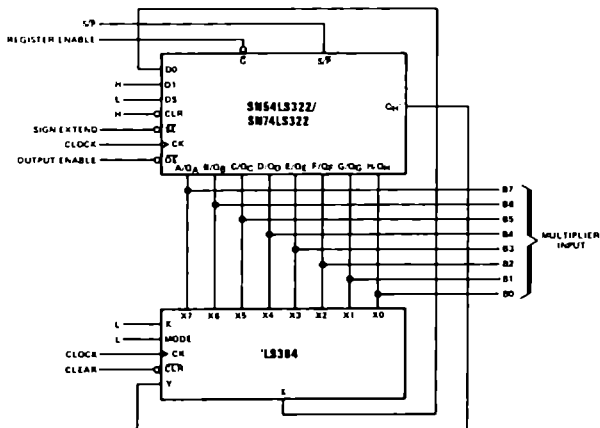 S/P
REGISTER ENABLE
G
S/P
D0
H
D1
L
DS
H
CLR
SIGN EXTEND
SE
CLOCK
CK
OUTPUT ENABLE
OE
SN54LS322/
SN74LS322
QH'
A/QA B/QB C/QC D/QD E/QE F/QF G/QG H/QH
B7
B6
B5
B4
B3
B2
B1
B0
MULTIPLIER
INPUT
X7 X6 X5 X4 X3 X2 X1 X0
L
K
L
MODE
CLOCK
CK
'LS384
CLEAR
CLR
Y